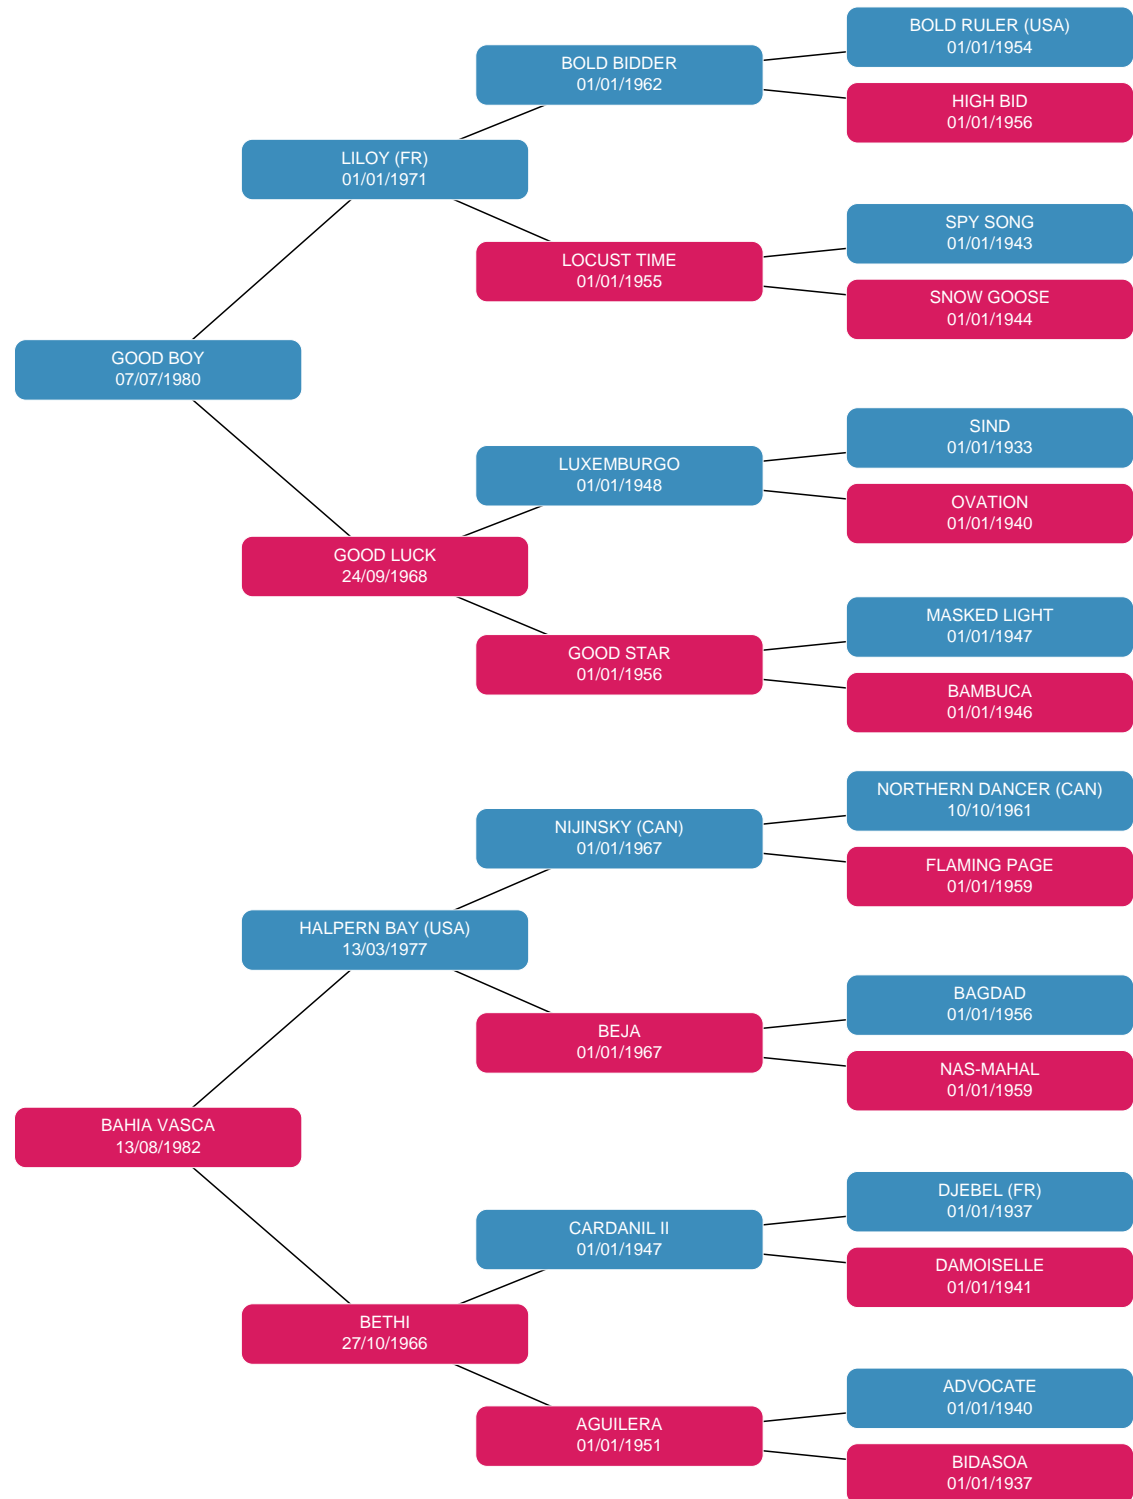 BOLD RULER (USA)
01/01/1954
BOLD BIDDER
01/01/1962
HIGH BID
01/01/1956
LILOY (FR)
01/01/1971
SPY SONG
01/01/1943
LOCUST TIME
01/01/1955
SNOW GOOSE
01/01/1944
GOOD BOY
07/07/1980
SIND
01/01/1933
LUXEMBURGO
01/01/1948
OVATION
01/01/1940
GOOD LUCK
24/09/1968
MASKED LIGHT
01/01/1947
GOOD STAR
01/01/1956
BAMBUCA
01/01/1946
NORTHERN DANCER (CAN)
10/10/1961
NIJINSKY (CAN)
01/01/1967
FLAMING PAGE
01/01/1959
HALPERN BAY (USA)
13/03/1977
BAGDAD
01/01/1956
BEJA
01/01/1967
NAS-MAHAL
01/01/1959
BAHIA VASCA
13/08/1982
DJEBEL (FR)
01/01/1937
CARDANIL II
01/01/1947
DAMOISELLE
01/01/1941
BETHI
27/10/1966
ADVOCATE
01/01/1940
AGUILERA
01/01/1951
BIDASOA
01/01/1937